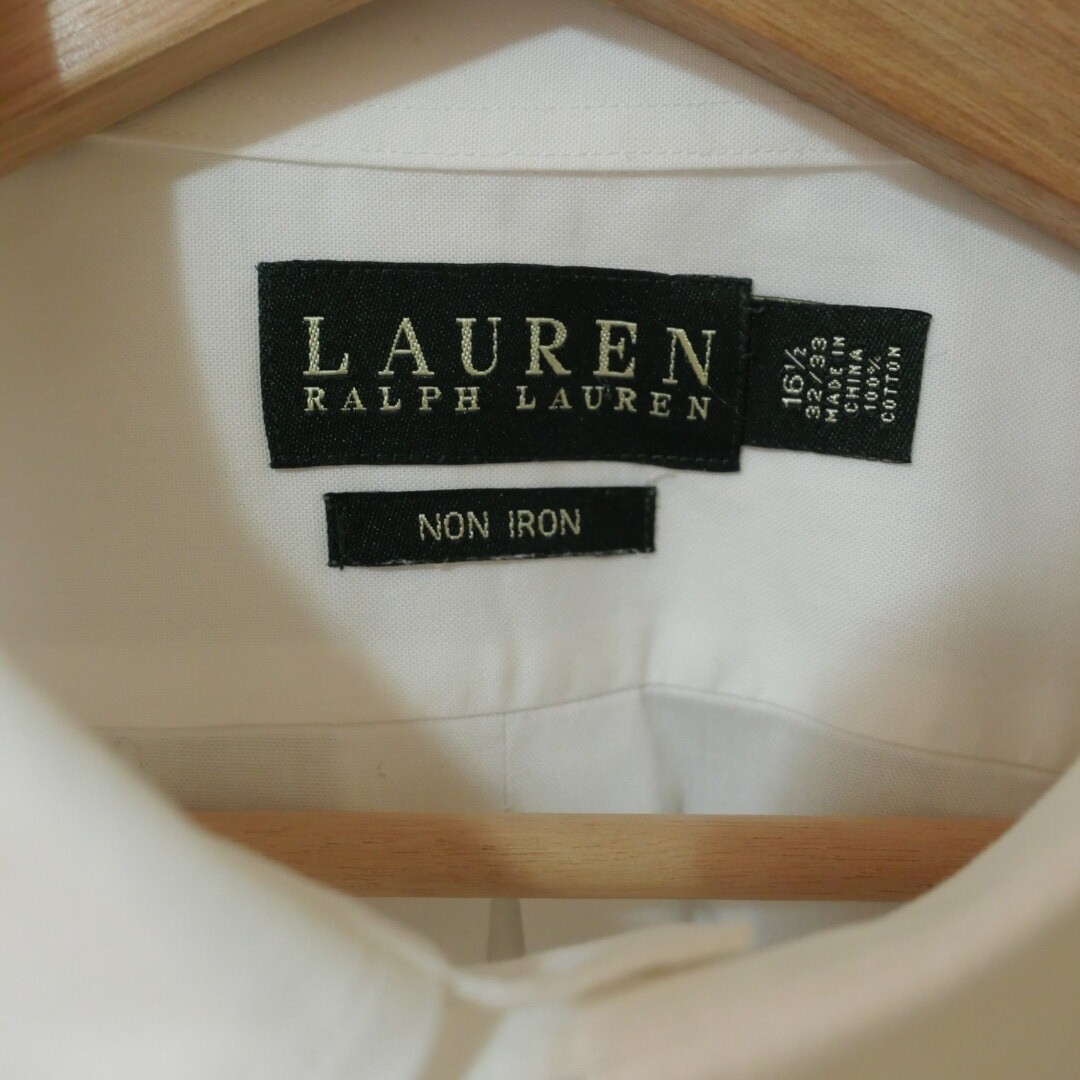 LAUREN
RALPH LAUREN
NON IRON
16½
32/33
MADE IN
CHINA
100%
COTTON